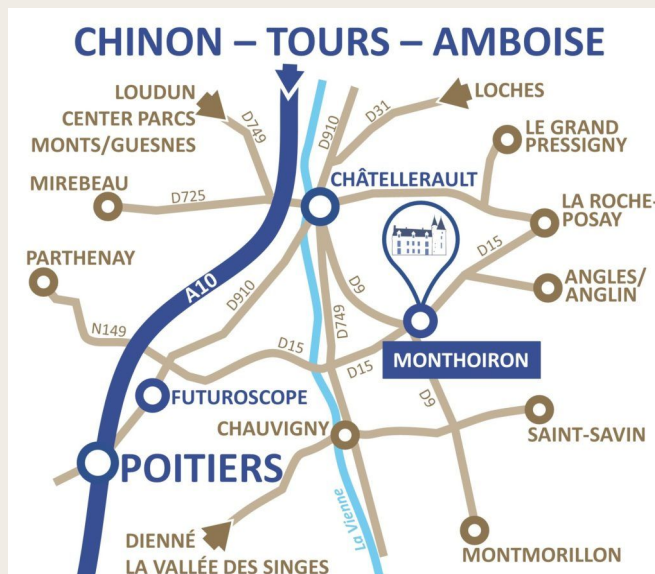 CHINON – TOURS – AMBOISE
LOUDUN
CENTER PARCS
MONTS/GUESNES
D749
D910
D31
LOCHES
LE GRAND
PRESSIGNY
MIREBEAU
D725
CHÂTELLERAULT
LA ROCHE-
POSAY
PARTHENAY
A10
D910
D9
D15
ANGLES/
ANGLIN
N149
D15
D749
D15
MONTHOIRON
FUTUROSCOPE
D9
CHAUVIGNY
SAINT-SAVIN
POITIERS
La Vienne
DIENNÉ
LA VALLÉE DES SINGES
MONTMORILLON